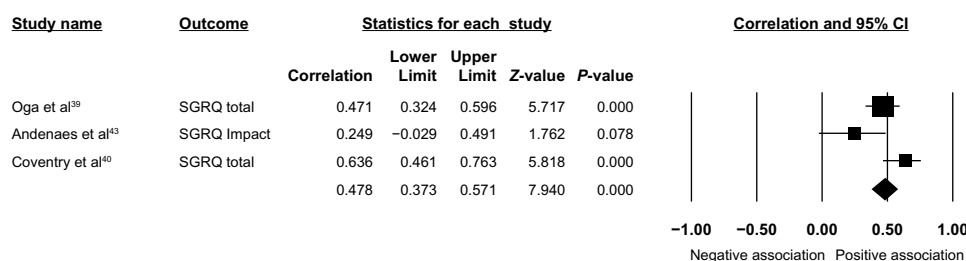 Study name Outcome Statistics for each study Correlation and 95% CI
Lower Upper
Correlation Limit Limit Z-value P-value
Oga et al³⁹ SGRQ total 0.471 0.324 0.596 5.717 0.000
Andenaes et al⁴³ SGRQ Impact 0.249 −0.029 0.491 1.762 0.078
Coventry et al⁴⁰ SGRQ total 0.636 0.461 0.763 5.818 0.000
0.478 0.373 0.571 7.940 0.000
−1.00 −0.50 0.00 0.50 1.00
Negative association Positive association